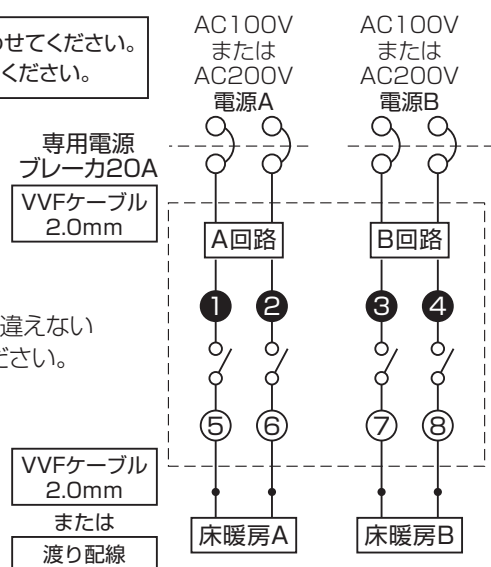 わせてください。
ください。
AC100V
または
AC200V
電源A
AC100V
または
AC200V
電源B
専用電源
ブレーカ20A
VVFケーブル
2.0mm
A回路
B回路
❶ ❷ ❸ ❹
違えない
ださい。
⑤ ⑥ ⑦ ⑧
VVFケーブル
2.0mm
または
渡り配線
床暖房A
床暖房B